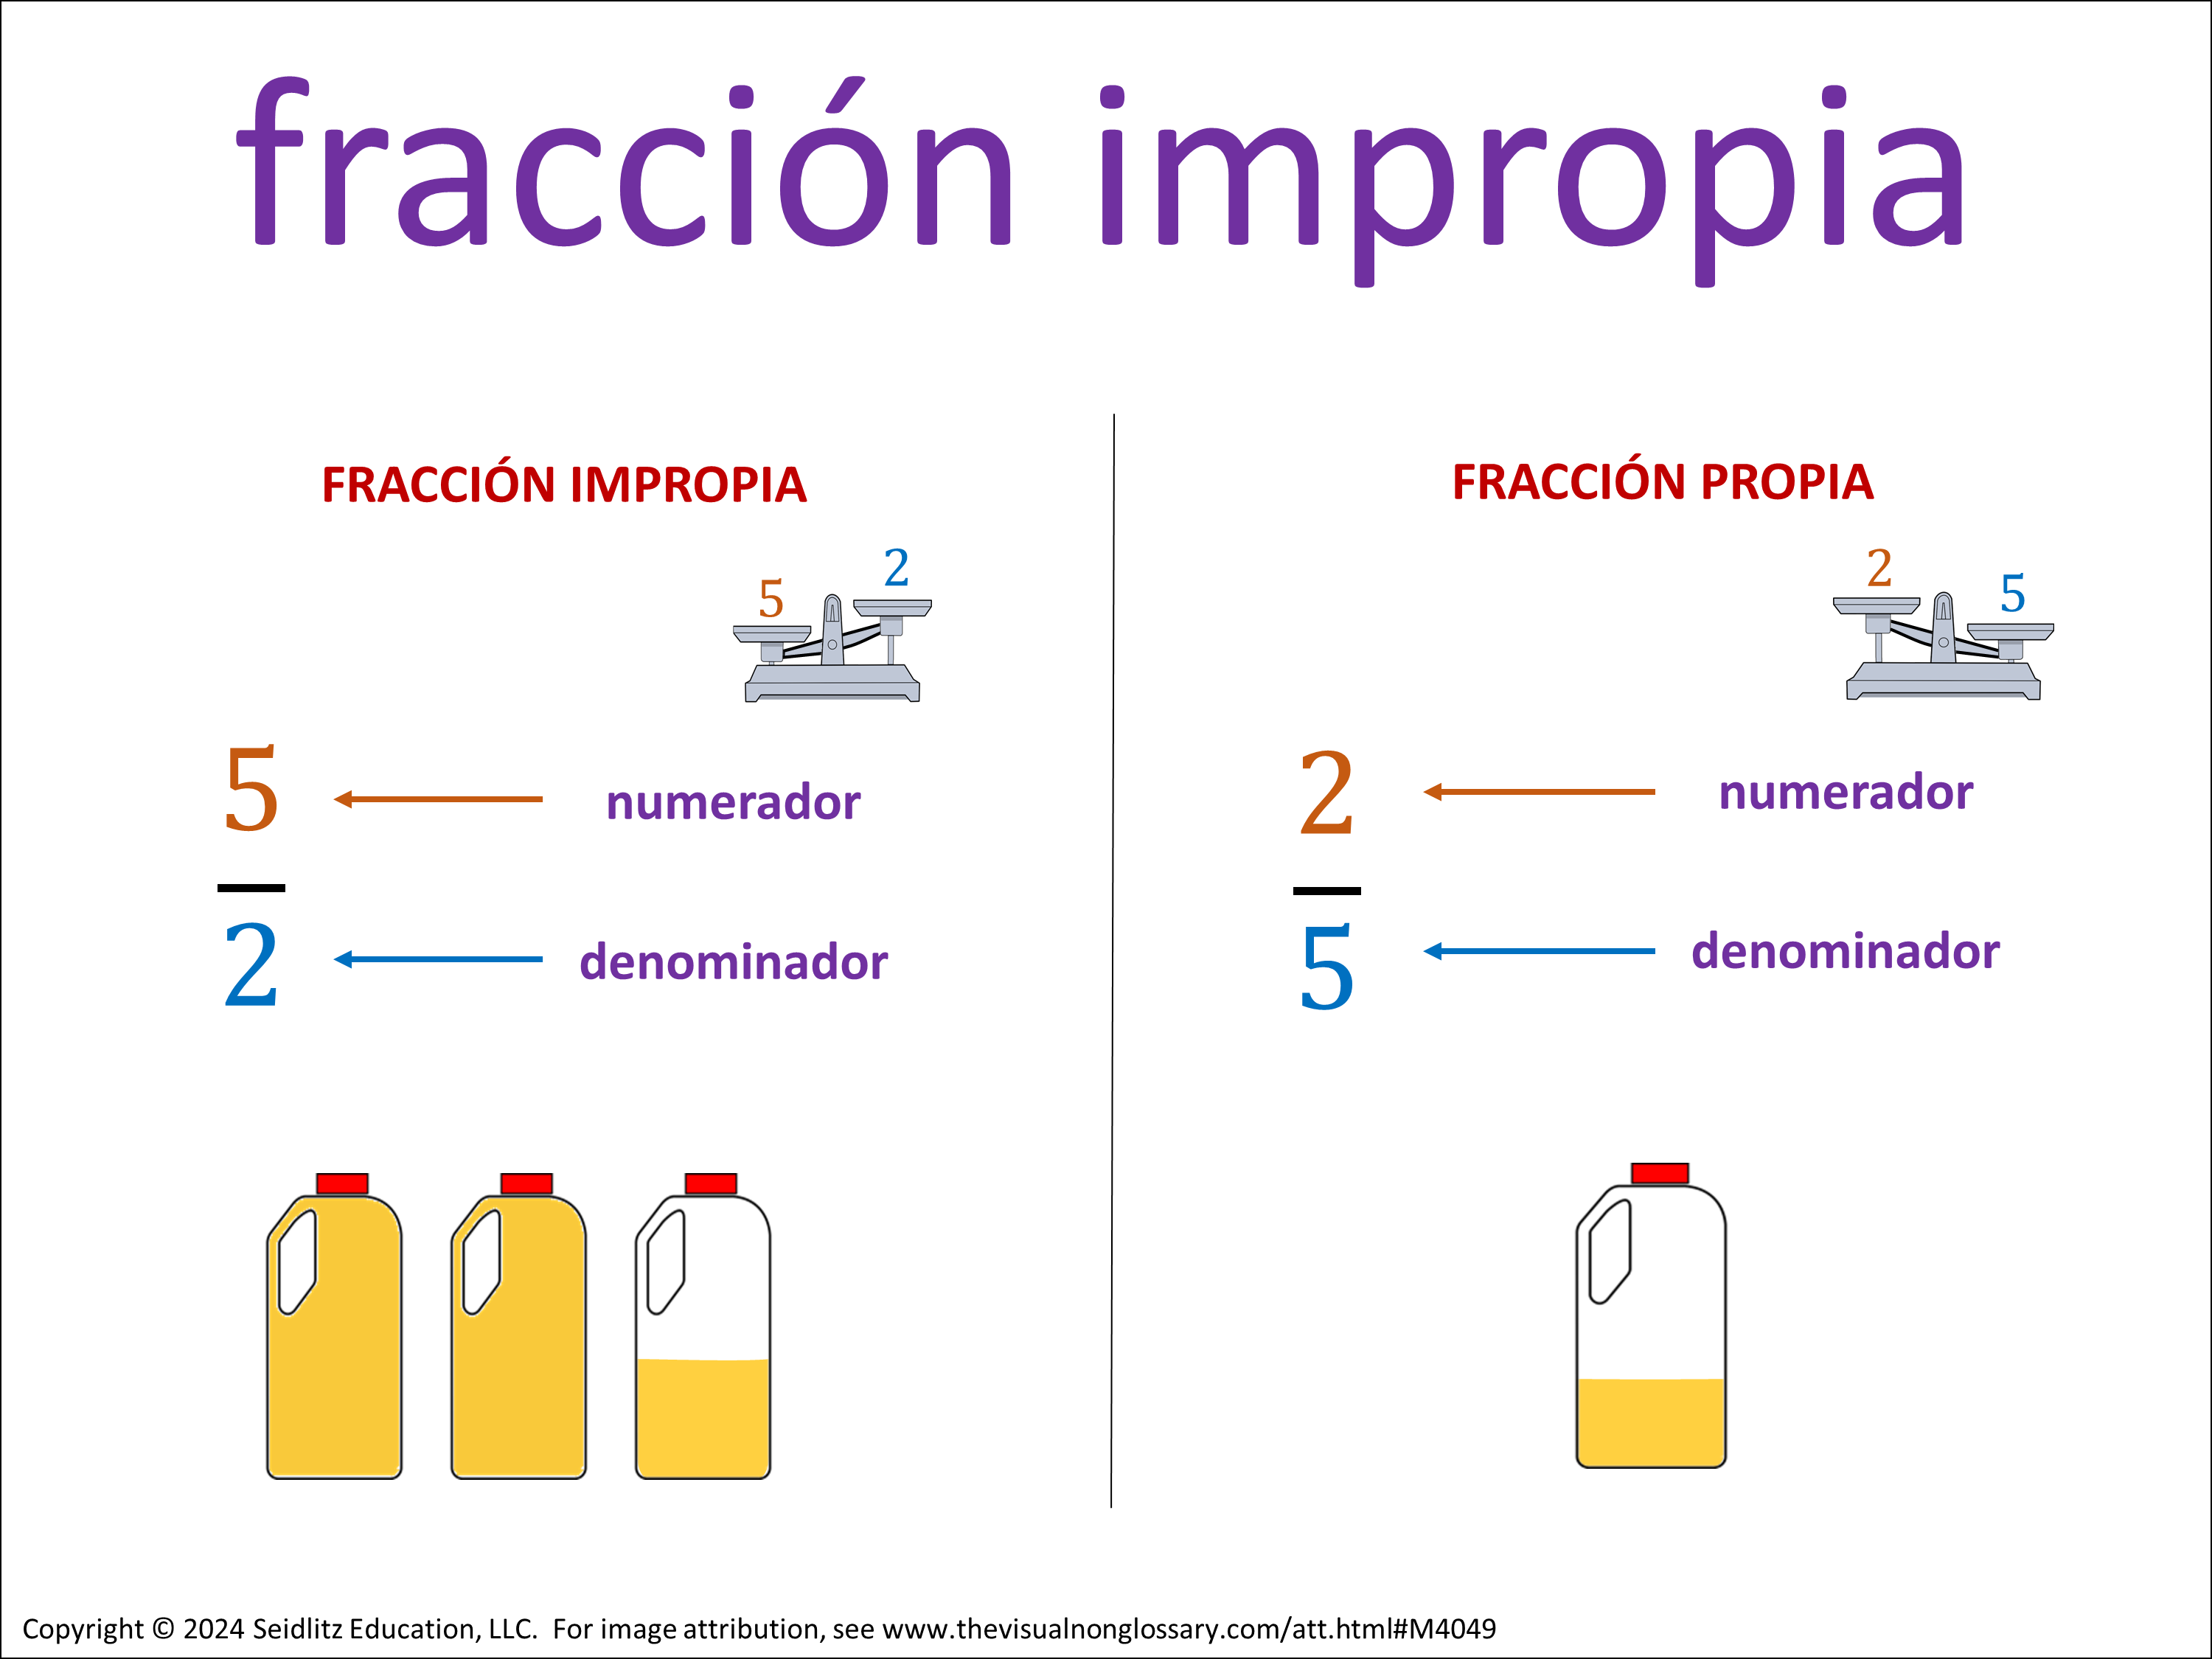 fracción impropia
FRACCIÓN IMPROPIA
5
2
5
numerador
2
denominador
FRACCIÓN PROPIA
2
5
2
numerador
5
denominador
Copyright © 2024 Seidlitz Education, LLC.  For image attribution, see www.thevisualnonglossary.com/att.html#M4049